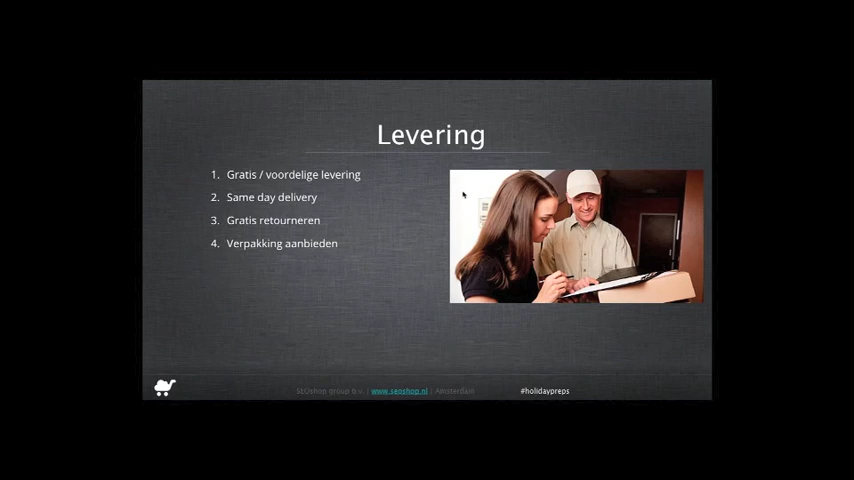 Levering
1. Gratis / voordelige levering
2. Same day delivery
3. Gratis retourneren
4. Verpakking aanbieden
SEOshop group b.v. | www.seoshop.nl | Amsterdam
#holidaypreps